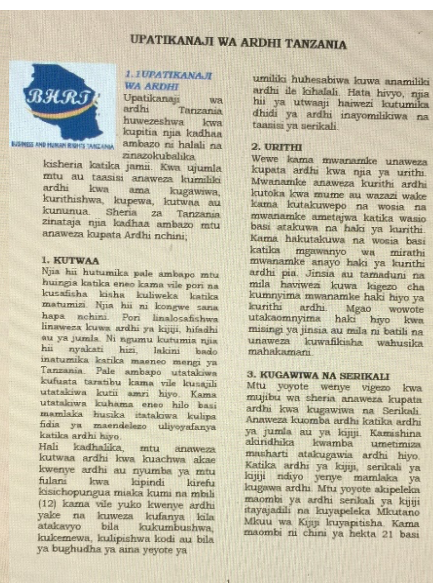 UPATIKANAJI WA ARDHI TANZANIA
BHRT
BUSINESS AND HUMAN RIGHTS TANZANIA
1.1UPATIKANAJI
WA ARDHI
Upatikanaji wa
ardhi Tanzania
huwezeshwa kwa
kupitia njia kadhaa
ambazo ni halali na
zinazokubalika
kisheria katika jamii. Kwa ujumla
mtu au taasisi anaweza kumiliki
ardhi kwa ama kugawiwa,
kurithishwa, kupewa, kutwaa au
kununua. Sheria za Tanzania
zinataja njia kadhaa ambazo mtu
anaweza kupata Ardhi nchini;
1. KUTWAA
Njia hii hutumika pale ambapo mtu
huingia katika eneo kama vile pori na
kusafisha kisha kuliweka katika
matumizi. Njia hii ni kongwe sana
hapa nchini. Pori linalosafishwa
linaweza kuwa ardhi ya kijiji, hifadhi
au ya jumla. Ni ngumu kutumia njia
hii nyakati hizi, lakini bado
inatumika katika maeneo mengi ya
Tanzania. Pale ambapo utatakiwa
kufuata taratibu kama vile kusajili
utatakiwa kutii amri hiyo. Kama
utatakiwa kuhama eneo hilo basi
mamlaka husika itatakiwa kulipa
fidia ya maendelezo uliyoyafanya
katika ardhi hiyo.
Hali kadhalika, mtu anaweza
kutwaa ardhi kwa kuachwa akae
kwenye ardhi au nyumba ya mtu
fulani kwa kipindi kirefu
kisichopungua miaka kumi na mbili
(12) kama vile yuko kwenye ardhi
yake na kuweza kufanya kila
atakavyo bila kukumbushwa,
kukemewa, kulipishwa kodi au bila
ya bughudha ya aina yeyote ya
umiliki huhesabiwa kuwa anamiliki
ardhi ile kihalali. Hata hivyo, njia
hii ya utwaaji haiwezi kutumika
dhidi ya ardhi inayomilikiwa na
taasisi ya serikali.
2. URITHI
Wewe kama mwanamke unaweza
kupata ardhi kwa njia ya urithi.
Mwanamke anaweza kurithi ardhi
kutoka kwa mume au wazazi wake
kama kutakuwepo na wosia na
mwanamke ametajwa katika wosio
basi atakuwa na haki ya kurithi.
Kama hakutakuwa na wosia basi
katika mgawanyo wa mirathi
mwanamke anayo haki ya kurithi
ardhi pia. Jinsia au tamaduni na
mila haviwezi kuwa kigezo cha
kumnyima mwanamke haki hiyo ya
kurithi ardhi. Mgao wowote
utakaomnyima haki hiyo kwa
misingi ya jinsia au mila ni batili na
unaweza kuwafikisha wahusika
mahakamani.
3. KUGAWIWA NA SERIKALI
Mtu yoyote wenye vigezo kwa
mujibu wa sheria anaweza kupata
ardhi kwa kugawiwa na Serikali.
Anaweza kuomba ardhi katika ardhi
ya jumla au ya kijiji. Kamishina
akiridhika kwamba umetimiza
masharti atakugawia ardhi hiyo.
Katika ardhi ya kijiji, serikali ya
kijiji ndiyo yenye mamlaka ya
kugawa ardhi. Mtu yoyote akipeleka
maombi ya ardhi serikali ya kijiji
itayajadili na kuyapeleka Mkutano
Mkuu wa Kijiji kuyapitisha. Kama
maombi ni chini ya hekta 21 basi